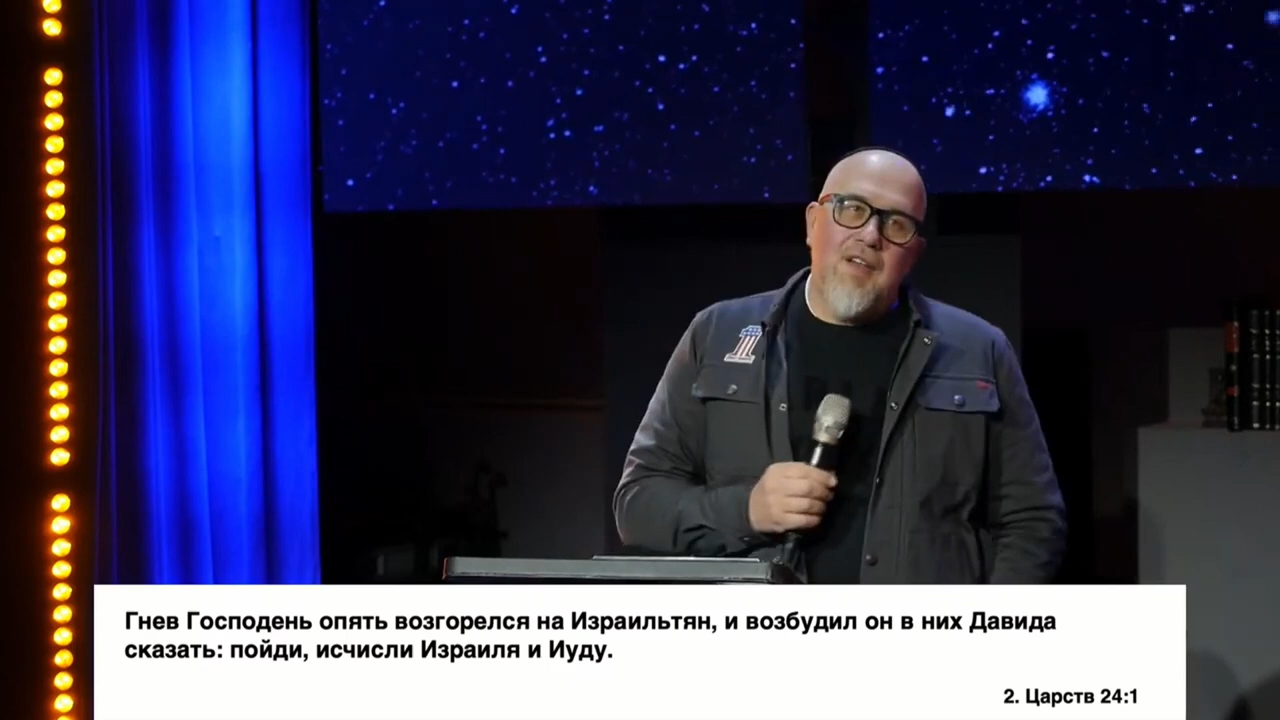 Гнев Господень опять возгорелся на Израильтян, и возбудил он в них Давида
сказать: пойди, исчисли Израиля и Иуду.
2. Царств 24:1